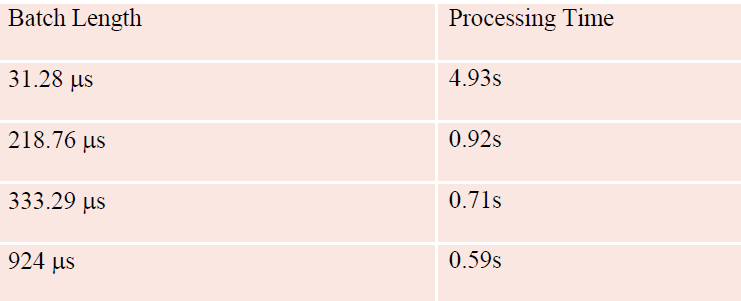 Batch Length Processing Time
31.28 μs 4.93s
218.76 μs 0.92s
333.29 μs 0.71s
924 μs 0.59s